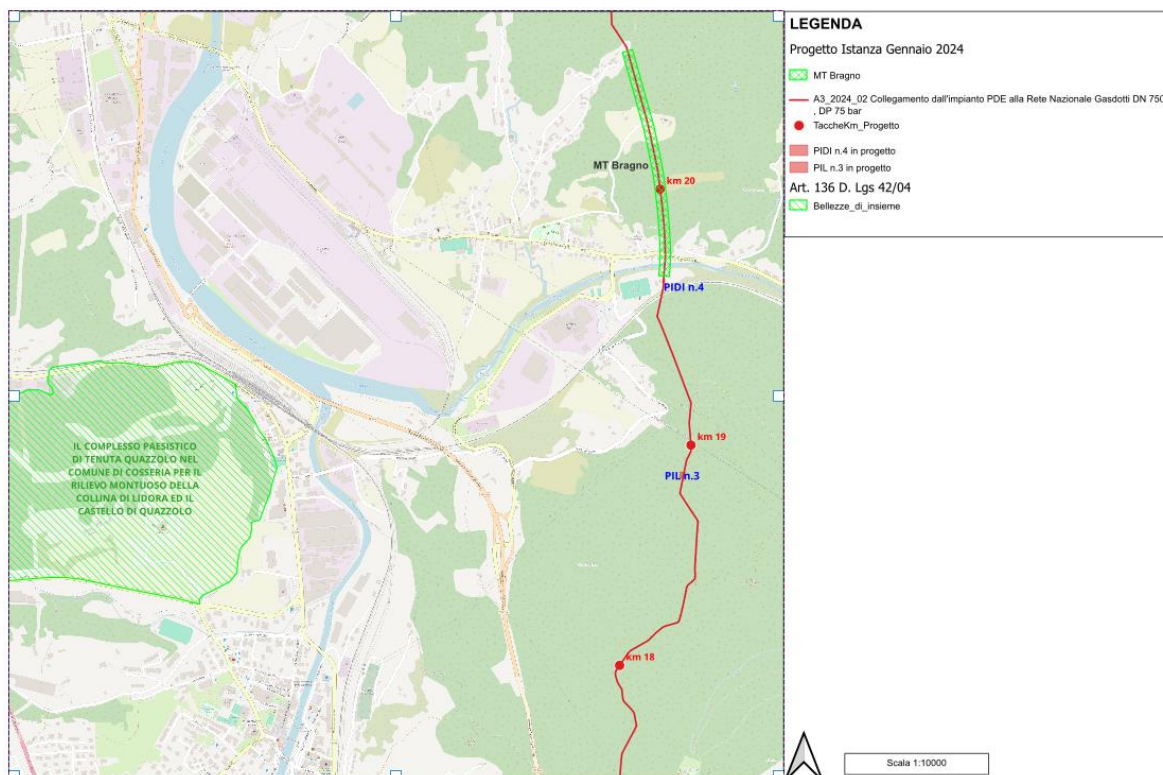 LEGENDA
Progetto Istanza Gennaio 2024
MT Bragno
A3_2024_02 Collegamento dall'impianto PDE alla Rete Nazionale Gasdotti DN 750
, DP 75 bar
TaccheKm_Progetto
PIDI n.4 in progetto
PIL n.3 in progetto
Art. 136 D. Lgs 42/04
Bellezze_di_insieme
MT Bragno
km 20
PIDI n.4
km 19
PIL n.3
km 18
IL COMPLESSO PAESISTICO
DI TENUTA QUAZZOLO NEL
COMUNE DI COSSERIA PER IL
RILIEVO MONTUOSO DELLA
COLLINA DI LIDORA ED IL
CASTELLO DI QUAZZOLO
Scala 1:10000